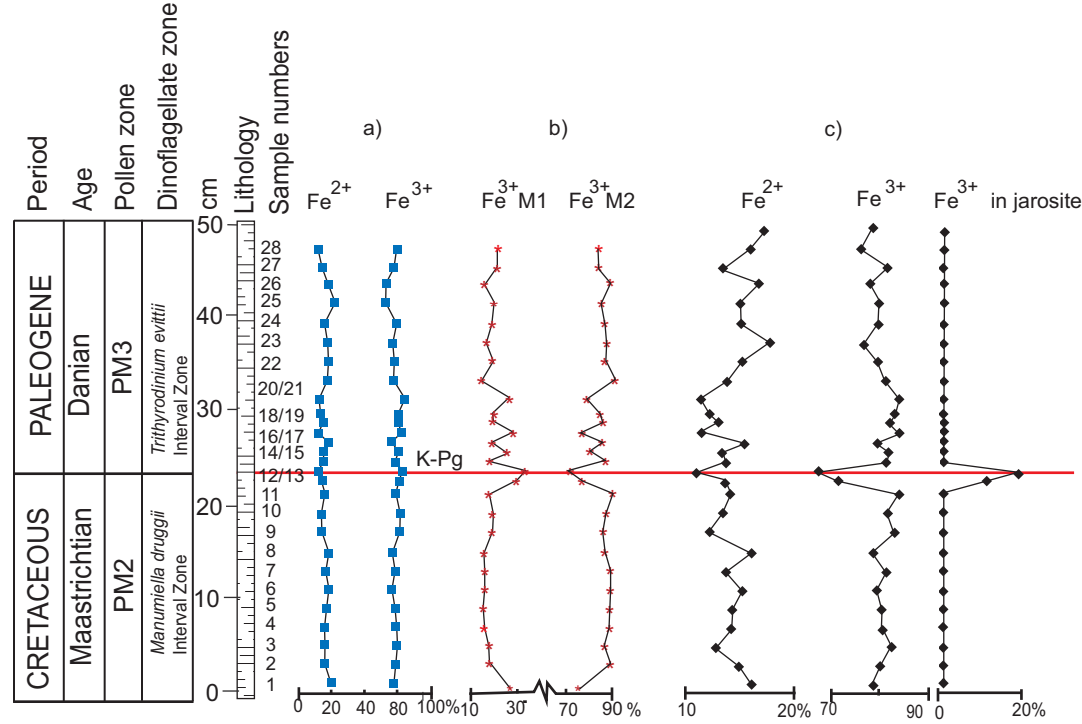 Period
Age
Pollen zone
Dinoflagellate zone
cm
Lithology
Sample numbers
a)
b)
c)
Fe2+
Fe3+
Fe3+ M1
Fe3+ M2
Fe2+
Fe3+
Fe3+ in jarosite
PALEOGENE
Danian
PM3
Trithyrodinium evittii
Interval Zone
CRETACEOUS
Maastrichtian
PM2
Manumiella druggii
Interval Zone
50
40
30
20
10
0
28
27
26
25
24
23
22
20/21
18/19
16/17
14/15
12/13
11
10
9
8
7
6
5
4
3
2
1
K-Pg
0 40 80 100%
10 30 70 90 %
10 20%
70 90
0 20%